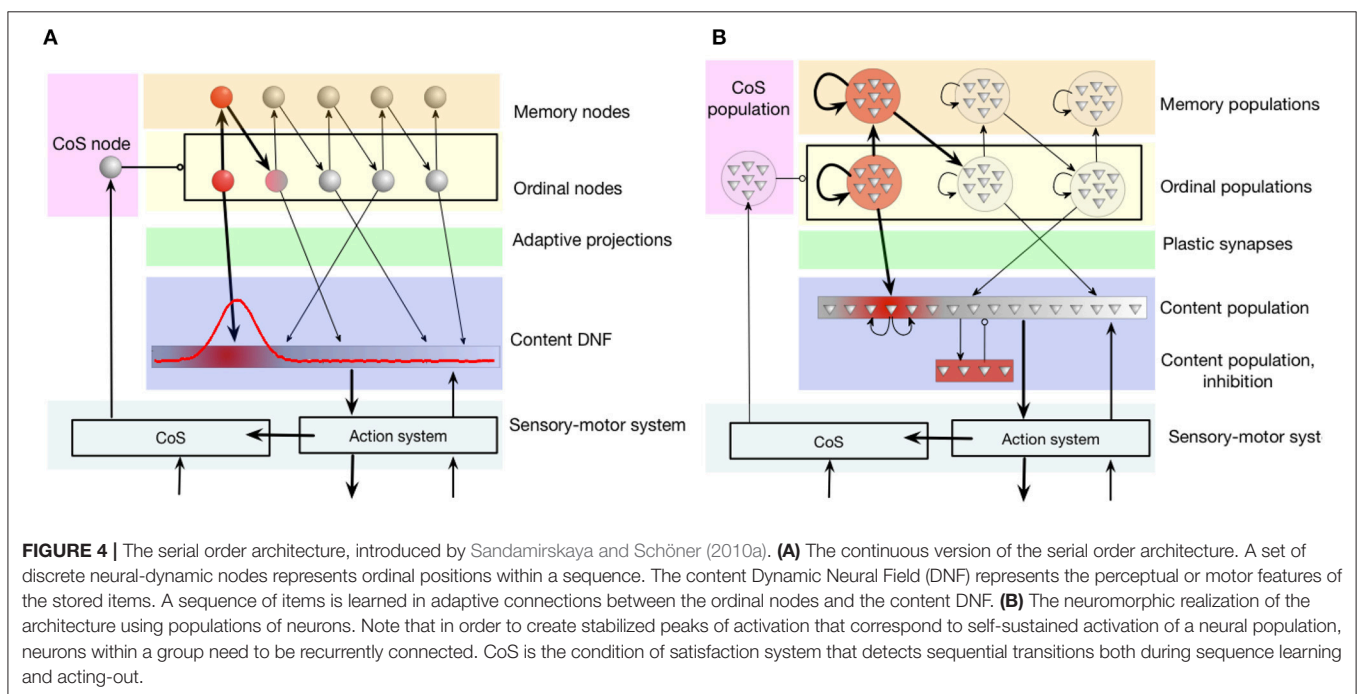 A
CoS node
Memory nodes
Ordinal nodes
Adaptive projections
Content DNF
CoS
Action system
Sensory-motor system
B
CoS
population
Memory populations
Ordinal populations
Plastic synapses
Content population
Content population,
inhibition
CoS
Action system
Sensory-motor syst
FIGURE 4 | The serial order architecture, introduced by Sandamirskaya and Schöner (2010a). (A) The continuous version of the serial order architecture. A set of
discrete neural-dynamic nodes represents ordinal positions within a sequence. The content Dynamic Neural Field (DNF) represents the perceptual or motor features of
the stored items. A sequence of items is learned in adaptive connections between the ordinal nodes and the content DNF. (B) The neuromorphic realization of the
architecture using populations of neurons. Note that in order to create stabilized peaks of activation that correspond to self-sustained activation of a neural population,
neurons within a group need to be recurrently connected. CoS is the condition of satisfaction system that detects sequential transitions both during sequence learning
and acting-out.